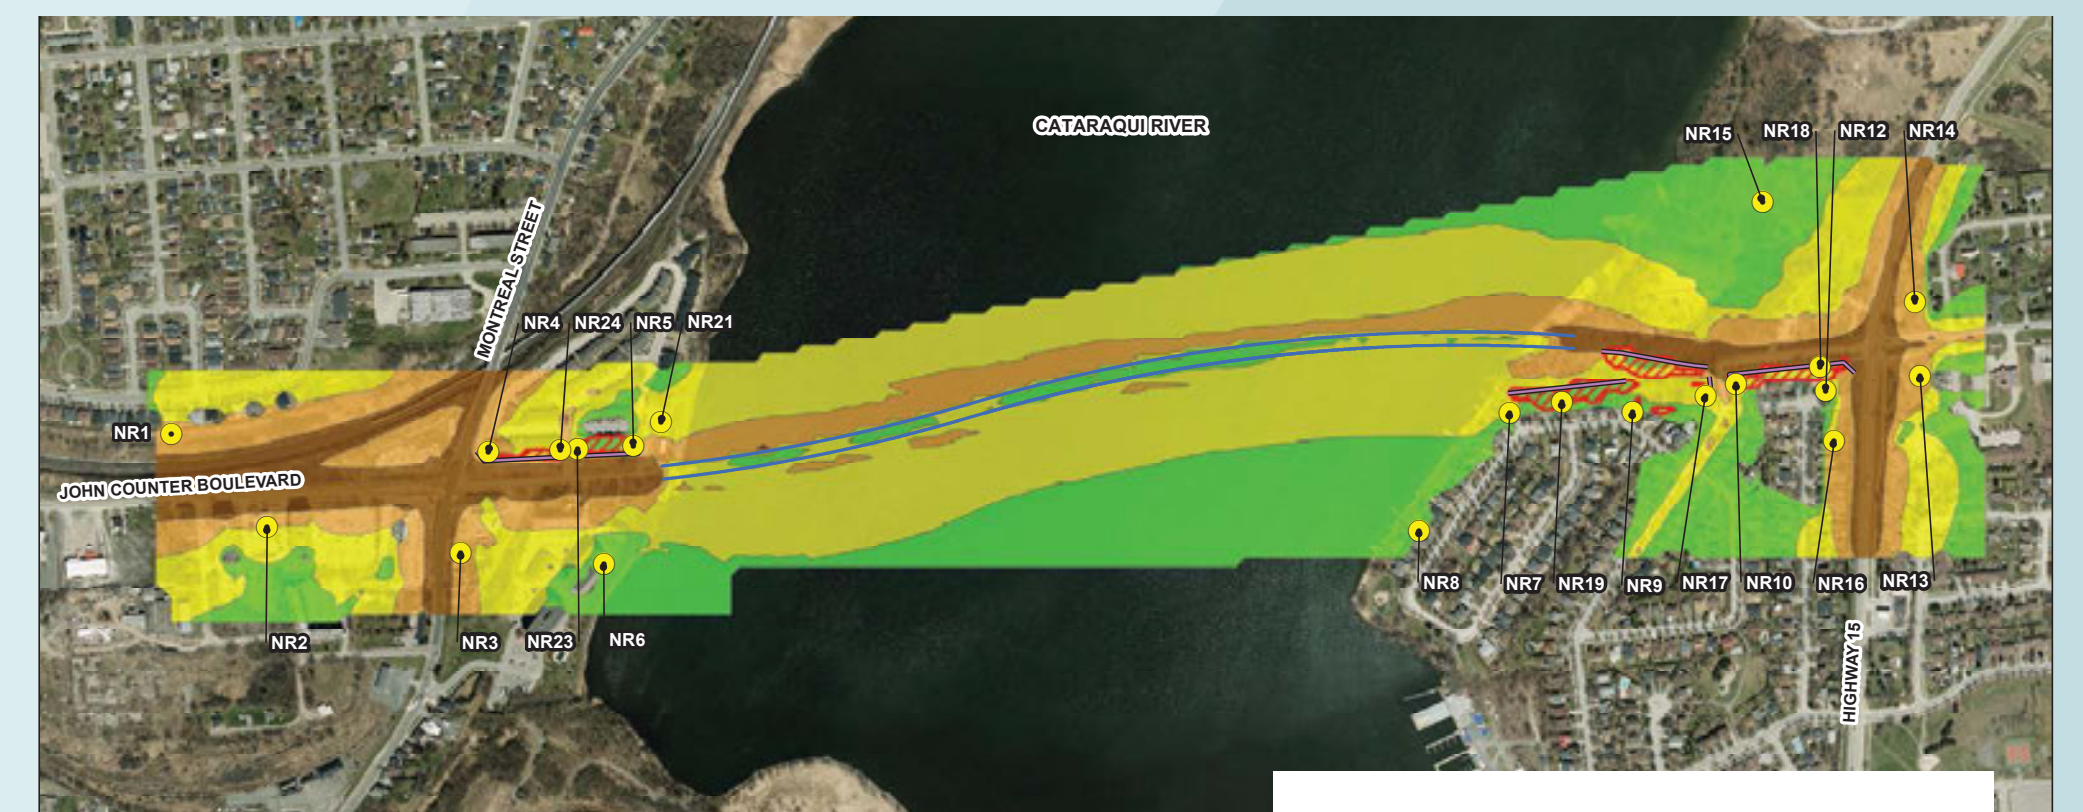 CATARAQUI RIVER
NR15
NR18
NR12
NR14
MONTREAL STREET
NR4
NR24
NR5
NR21
NR1
JOHN COUNTER BOULEVARD
NR8
NR7
NR19
NR9
NR17
NR10
NR16
NR13
NR2
NR3
NR23
NR6
HIGHWAY 15